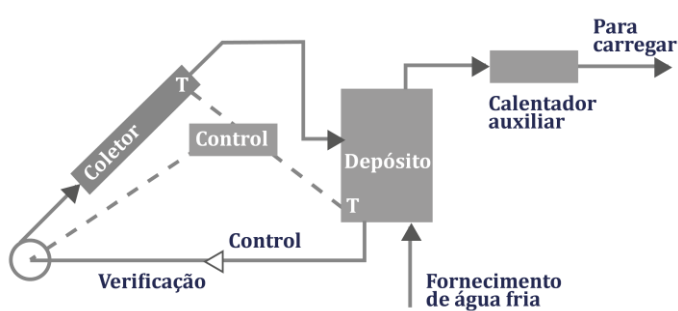 Para
carregar
T
Coletor
Control
Calentador
auxiliar
Depósito
T
Control
Verificação
Fornecimento
de água fria